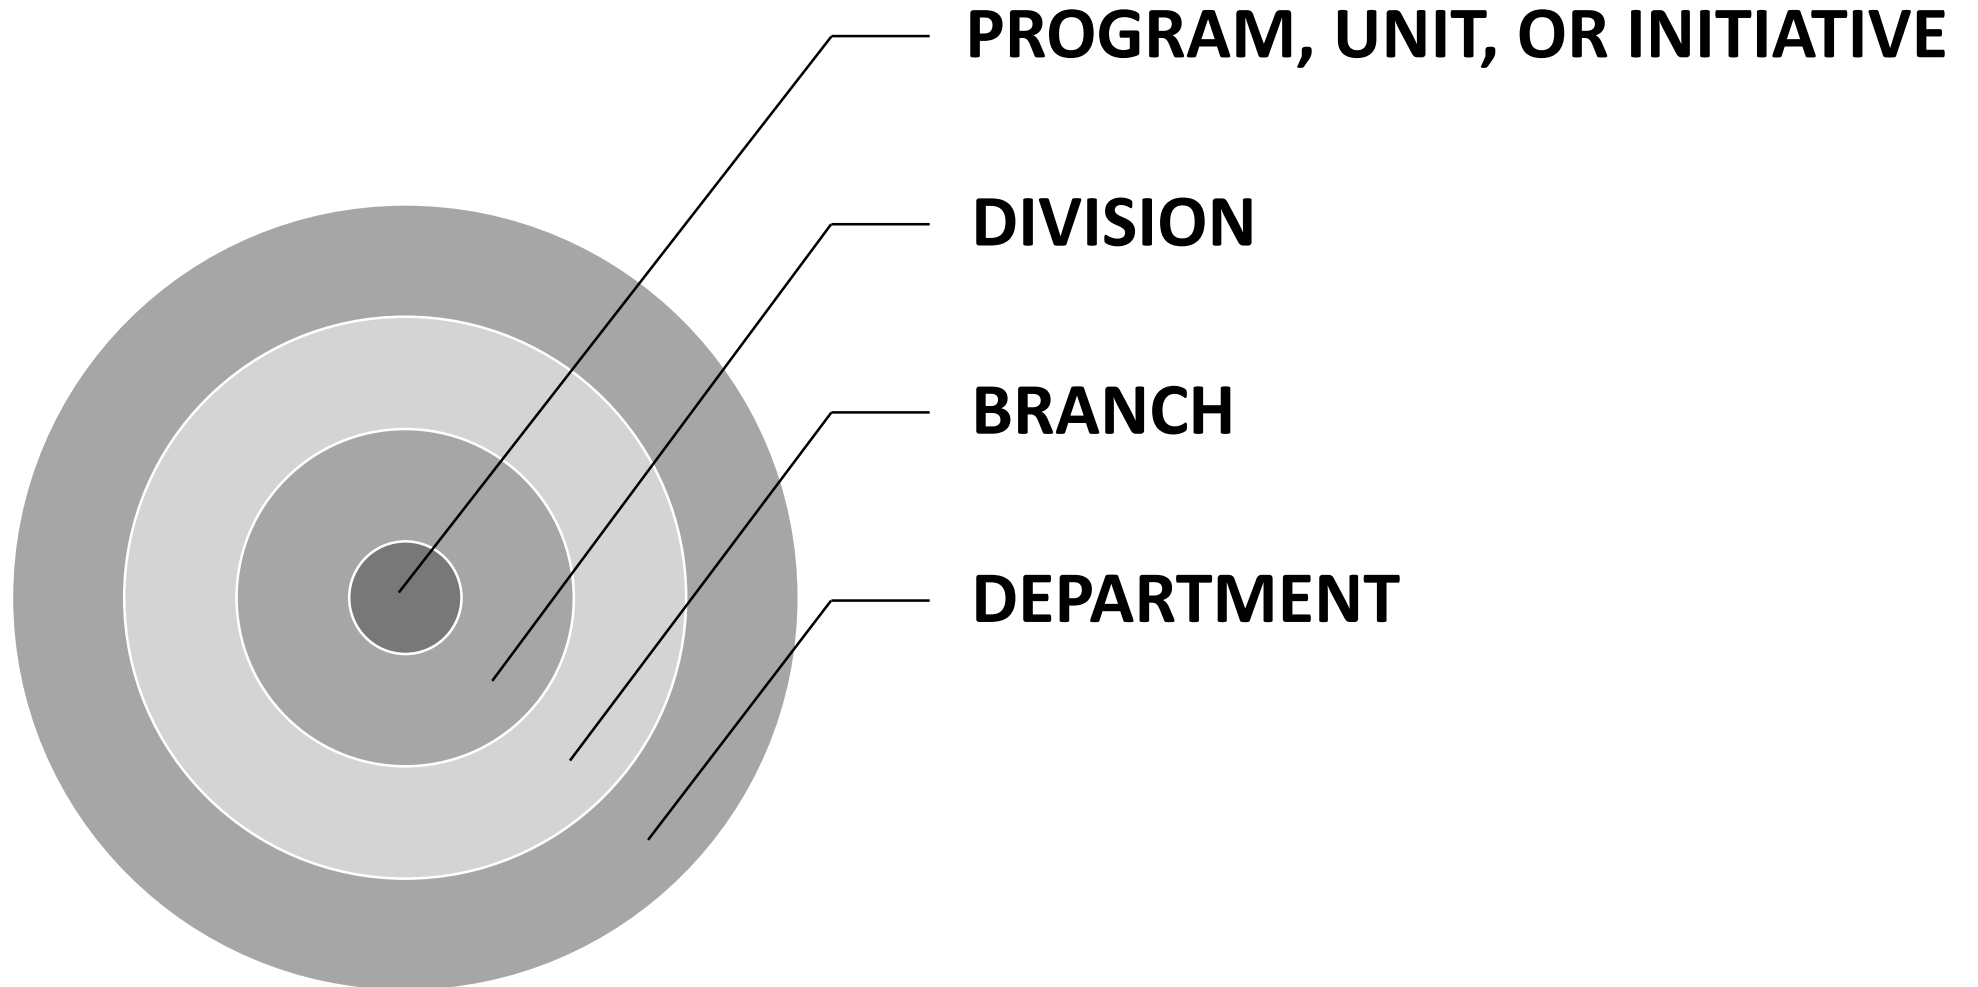 PROGRAM, UNIT, OR INITIATIVE
DIVISION
BRANCH
DEPARTMENT